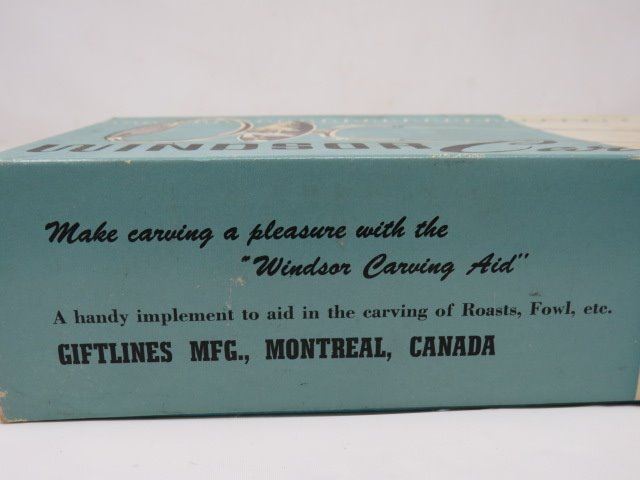 WINDSOR
Make carving a pleasure with the
"Windsor Carving Aid"
A handy implement to aid in the carving of Roasts, Fowl, etc.
GIFTLINES MFG., MONTREAL, CANADA